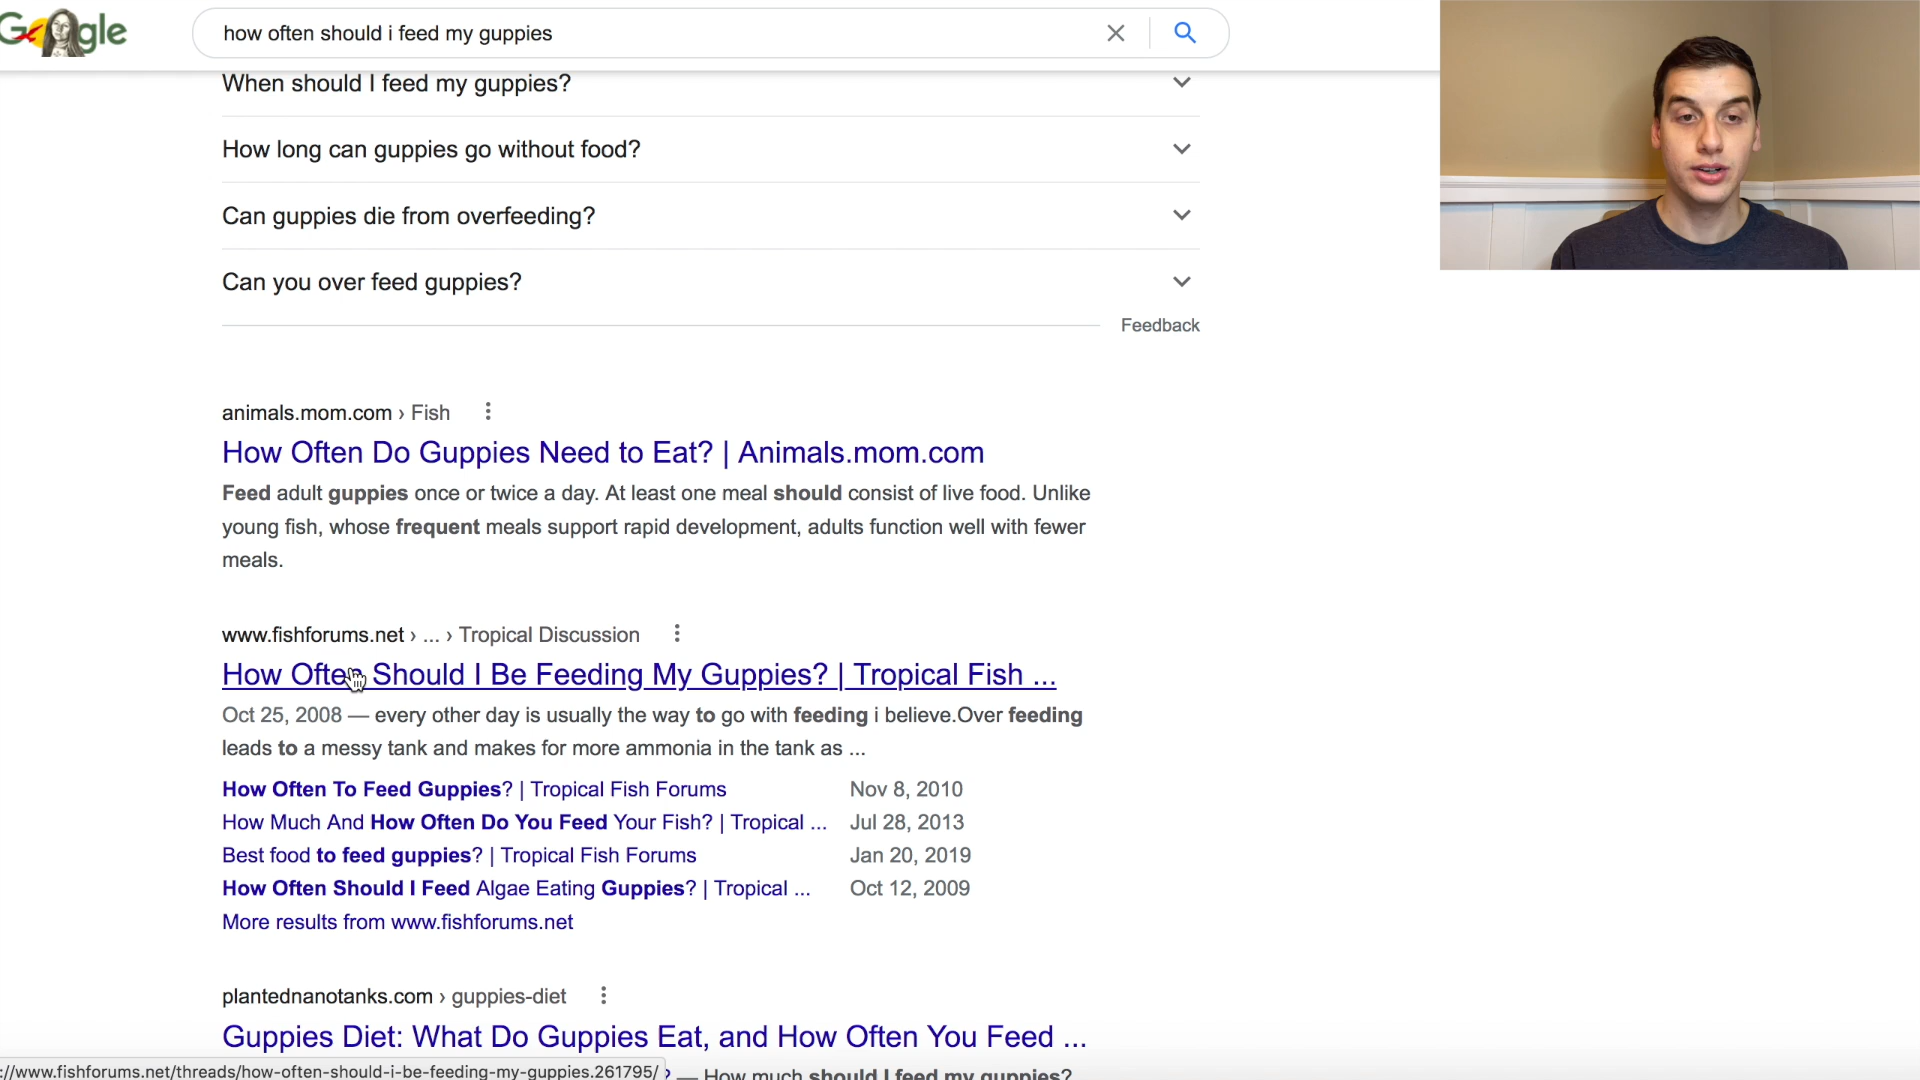 Google
how often should i feed my guppies
When should I feed my guppies?
How long can guppies go without food?
Can guppies die from overfeeding?
Can you over feed guppies?
Feedback
animals.mom.com › Fish
How Often Do Guppies Need to Eat? | Animals.mom.com
Feed adult guppies once or twice a day. At least one meal should consist of live food. Unlike
young fish, whose frequent meals support rapid development, adults function well with fewer
meals.
www.fishforums.net › ... › Tropical Discussion
How Often Should I Be Feeding My Guppies? | Tropical Fish ...
Oct 25, 2008 — every other day is usually the way to go with feeding i believe.Over feeding
leads to a messy tank and makes for more ammonia in the tank as ...
How Often To Feed Guppies? | Tropical Fish Forums Nov 8, 2010
How Much And How Often Do You Feed Your Fish? | Tropical ... Jul 28, 2013
Best food to feed guppies? | Tropical Fish Forums Jan 20, 2019
How Often Should I Feed Algae Eating Guppies? | Tropical ... Oct 12, 2009
More results from www.fishforums.net
plantednanotanks.com › guppies-diet
Guppies Diet: What Do Guppies Eat, and How Often You Feed ...
://www.fishforums.net/threads/how-often-should-i-be-feeding-my-guppies.261795/ ? — How much should I feed my guppies?